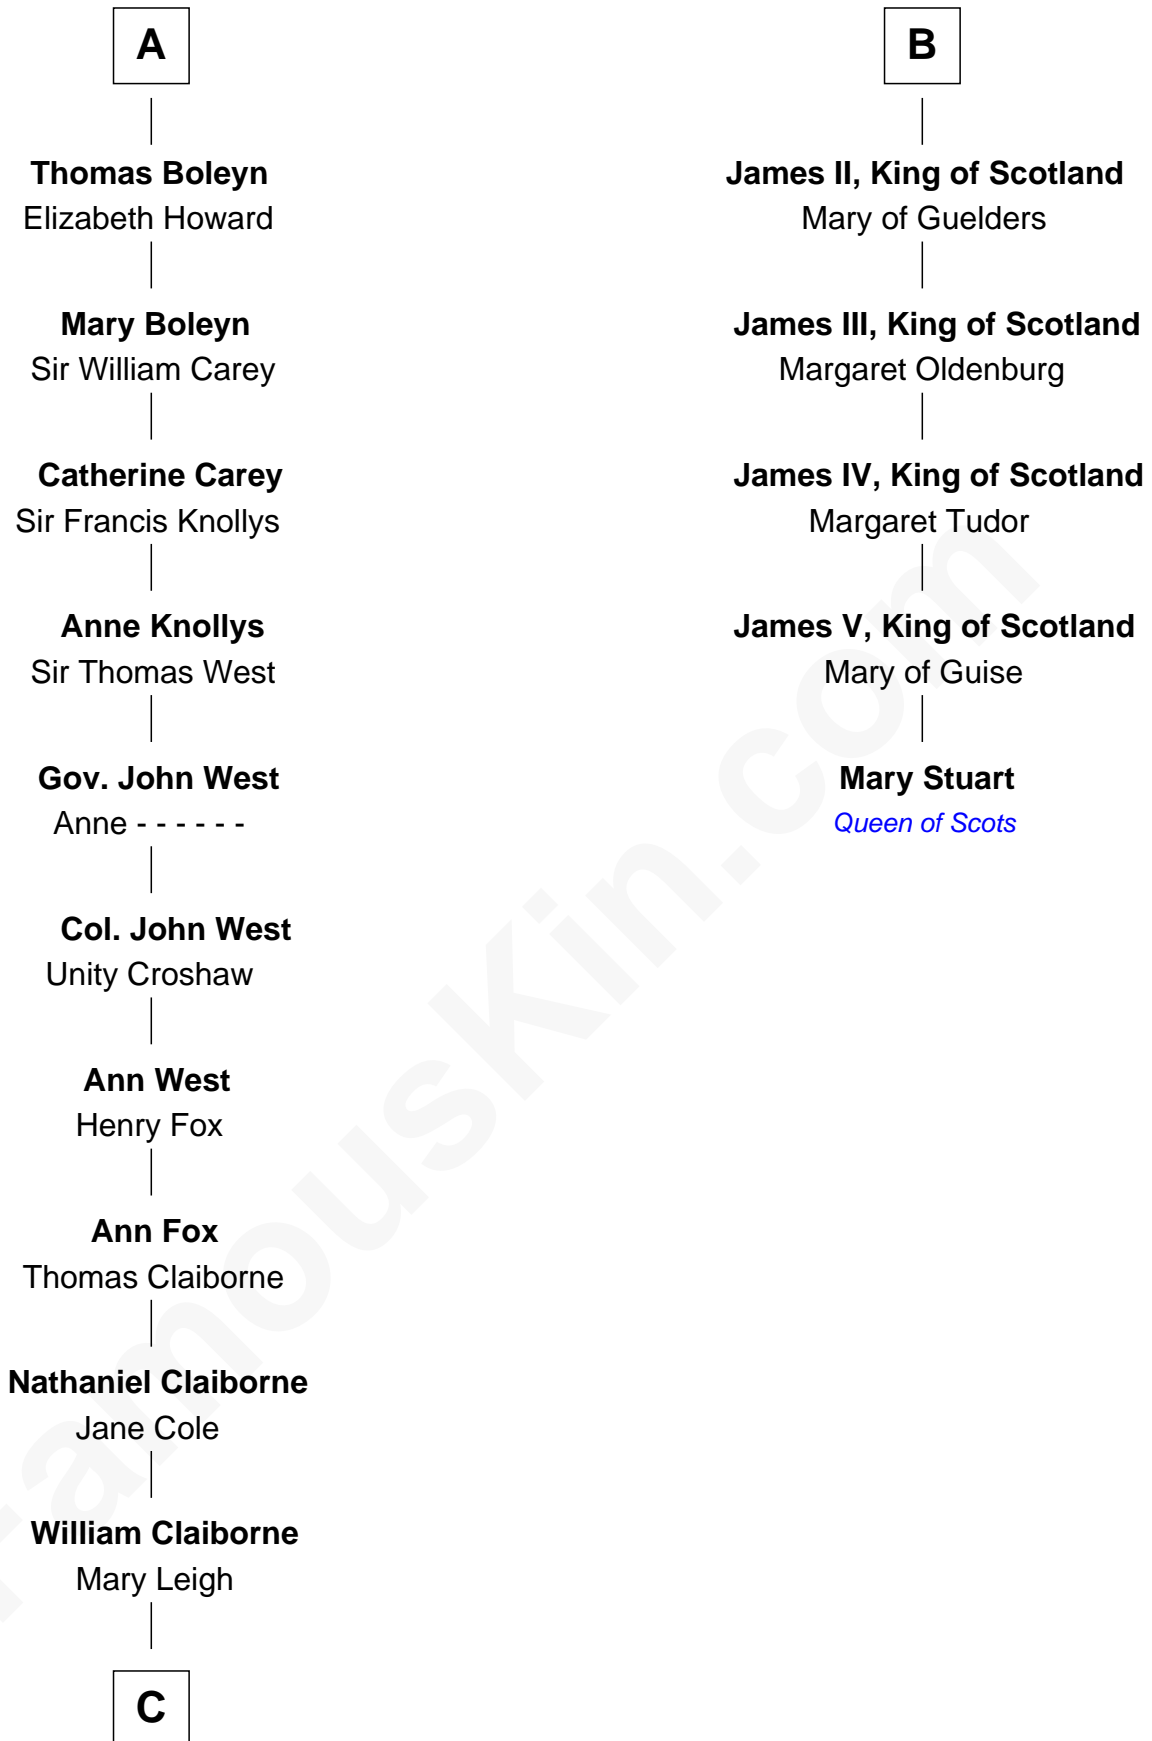 A
Thomas Boleyn
Elizabeth Howard
Mary Boleyn
Sir William Carey
Catherine Carey
Sir Francis Knollys
Anne Knollys
Sir Thomas West
Gov. John West
Anne - - - - - -
Col. John West
Unity Croshaw
Ann West
Henry Fox
Ann Fox
Thomas Claiborne
Nathaniel Claiborne
Jane Cole
William Claiborne
Mary Leigh
C
B
James II, King of Scotland
Mary of Guelders
James III, King of Scotland
Margaret Oldenburg
James IV, King of Scotland
Margaret Tudor
James V, King of Scotland
Mary of Guise
Mary Stuart
Queen of Scots
FamousKin.com